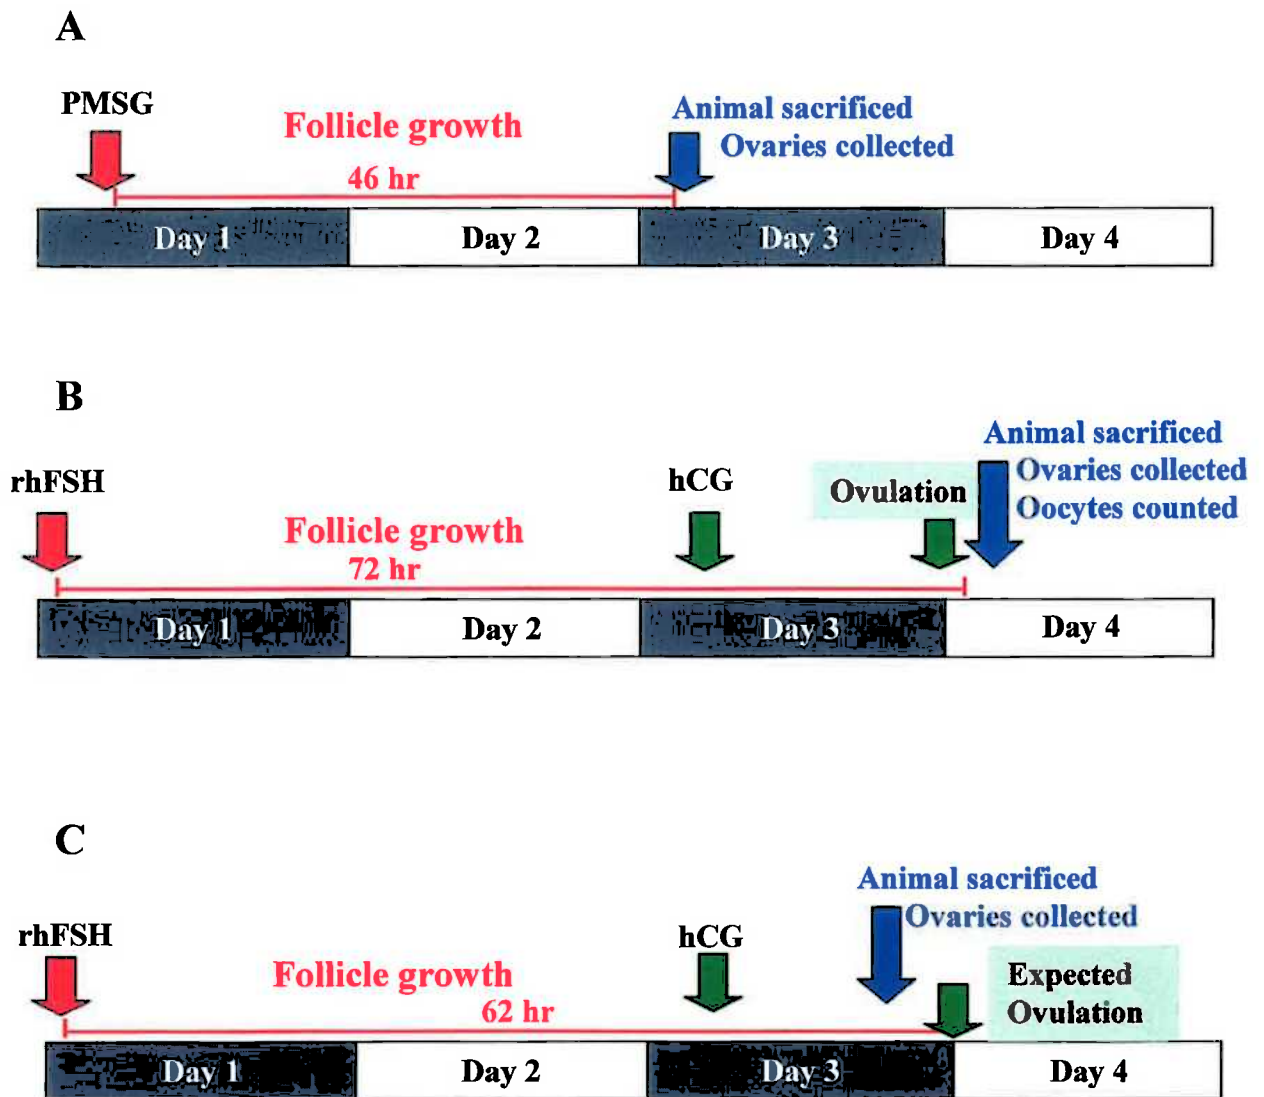 A
PMSG
Follicle growth
46 hr
Animal sacrificed
Ovaries collected
Day 1
Day 2
Day 3
Day 4
B
rhFSH
Follicle growth
72 hr
hCG
Ovulation
Animal sacrificed
Ovaries collected
Oocytes counted
Day 1
Day 2
Day 3
Day 4
C
rhFSH
Follicle growth
62 hr
hCG
Animal sacrificed
Ovaries collected
Expected
Ovulation
Day 1
Day 2
Day 3
Day 4